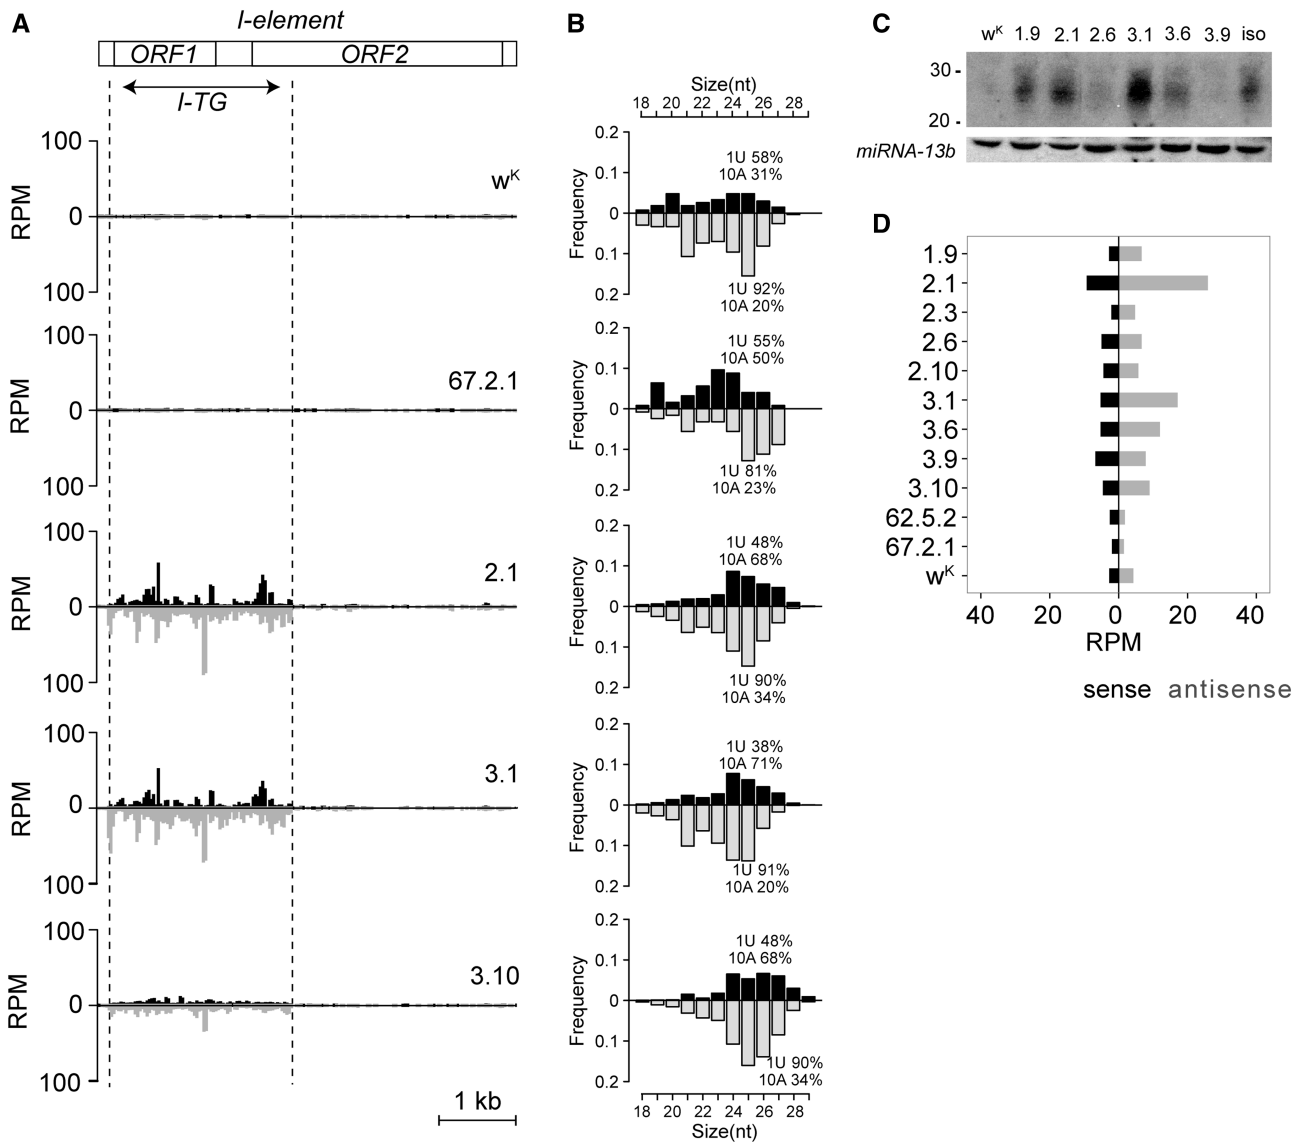 A
I-element
ORF1 ORF2
I-TG
100
0
100
RPM
wK
100
0
100
RPM
67.2.1
100
0
100
RPM
2.1
100
0
100
RPM
3.1
100
0
100
RPM
3.10
1 kb
B
Size(nt)
18 20 22 24 26 28
0.2
0.1
0
0.1
0.2
Frequency
1U 58%
10A 31%
1U 92%
10A 20%
0.2
0.1
0
0.1
0.2
Frequency
1U 55%
10A 50%
1U 81%
10A 23%
0.2
0.1
0
0.1
0.2
Frequency
1U 48%
10A 68%
1U 90%
10A 34%
0.2
0.1
0
0.1
0.2
Frequency
1U 38%
10A 71%
1U 91%
10A 20%
0.2
0.1
0
0.1
0.2
Frequency
1U 48%
10A 68%
1U 90%
10A 34%
18 20 22 24 26 28
Size(nt)
C
wK 1.9 2.1 2.6 3.1 3.6 3.9 iso
30 -
20 -
miRNA-13b
D
1.9
2.1
2.3
2.6
2.10
3.1
3.6
3.9
3.10
62.5.2
67.2.1
wK
40 20 0 20 40
RPM
sense antisense